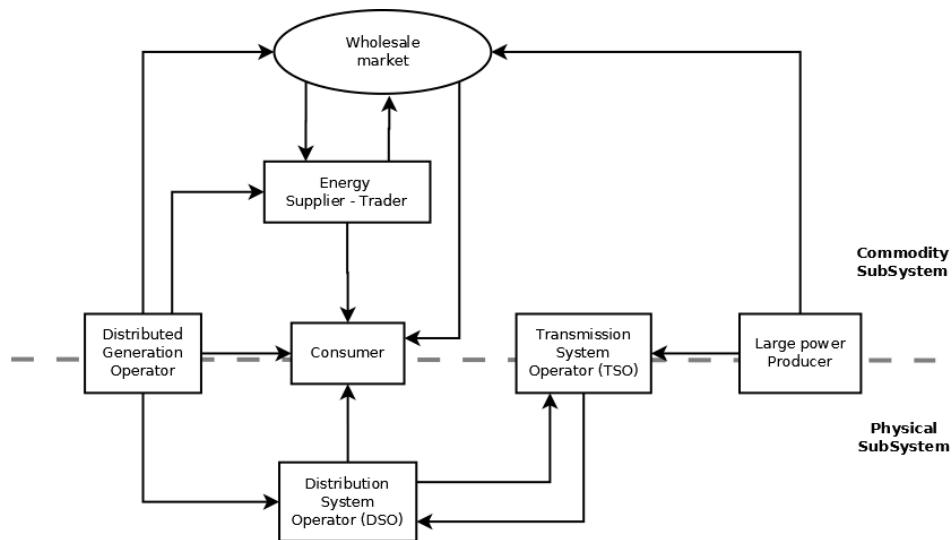 Wholesale
market
Energy
Supplier - Trader
Commodity
SubSystem
Distributed
Generation
Operator
Consumer
Transmission
System
Operator (TSO)
Large power
Producer
Physical
SubSystem
Distribution
System
Operator (DSO)